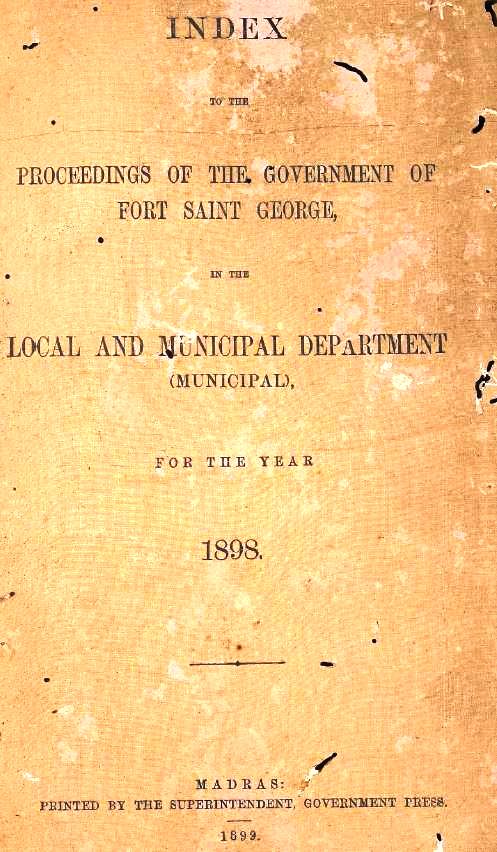 INDEX
TO THE
PROCEEDINGS OF THE GOVERNMENT OF
FORT SAINT GEORGE,
IN THE
LOCAL AND MUNICIPAL DEPARTMENT
(MUNICIPAL),
FOR THE YEAR
1898.
MADRAS:
PRINTED BY THE SUPERINTENDENT, GOVERNMENT PRESS.
1899.